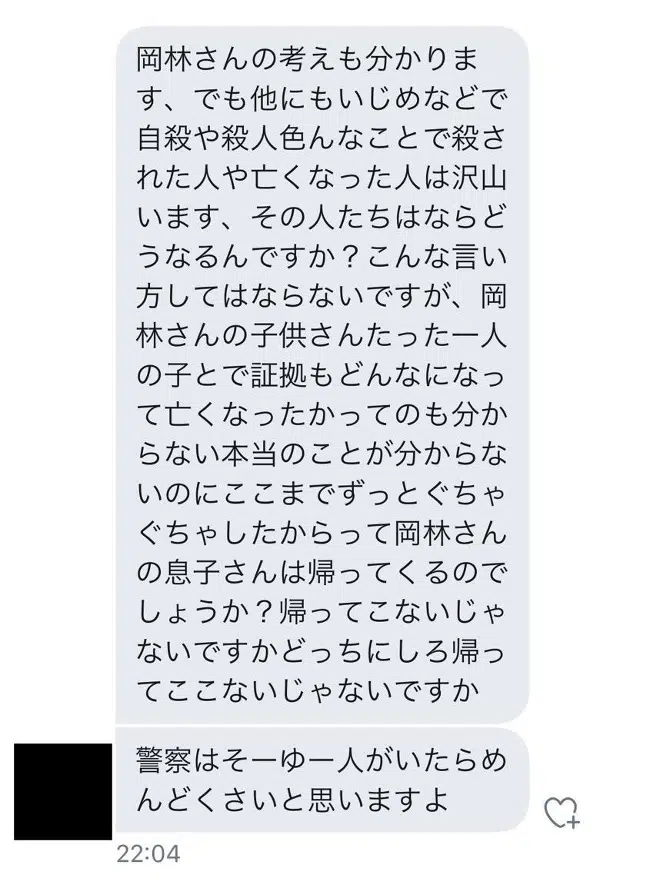 岡林さんの考えも分かりま
す、でも他にもいじめなどで
自殺や殺人色んなことで殺さ
れた人や亡くなった人は沢山
います、その人たちはならど
うなるんですか？こんな言い
方してはならないですが、岡
林さんの子供さんたった一人
の子とで証拠もどんなになっ
て亡くなったかってのも分か
らない本当のことが分からな
いのにここまでずっとぐちゃ
ぐちゃしたからって岡林さん
の息子さんは帰ってくるので
しょうか？帰ってこないじゃ
ないですかどっちにしろ帰っ
てここないじゃないですか
警察はそーゆー人がいたらめ
んどくさいと思いますよ
22:04